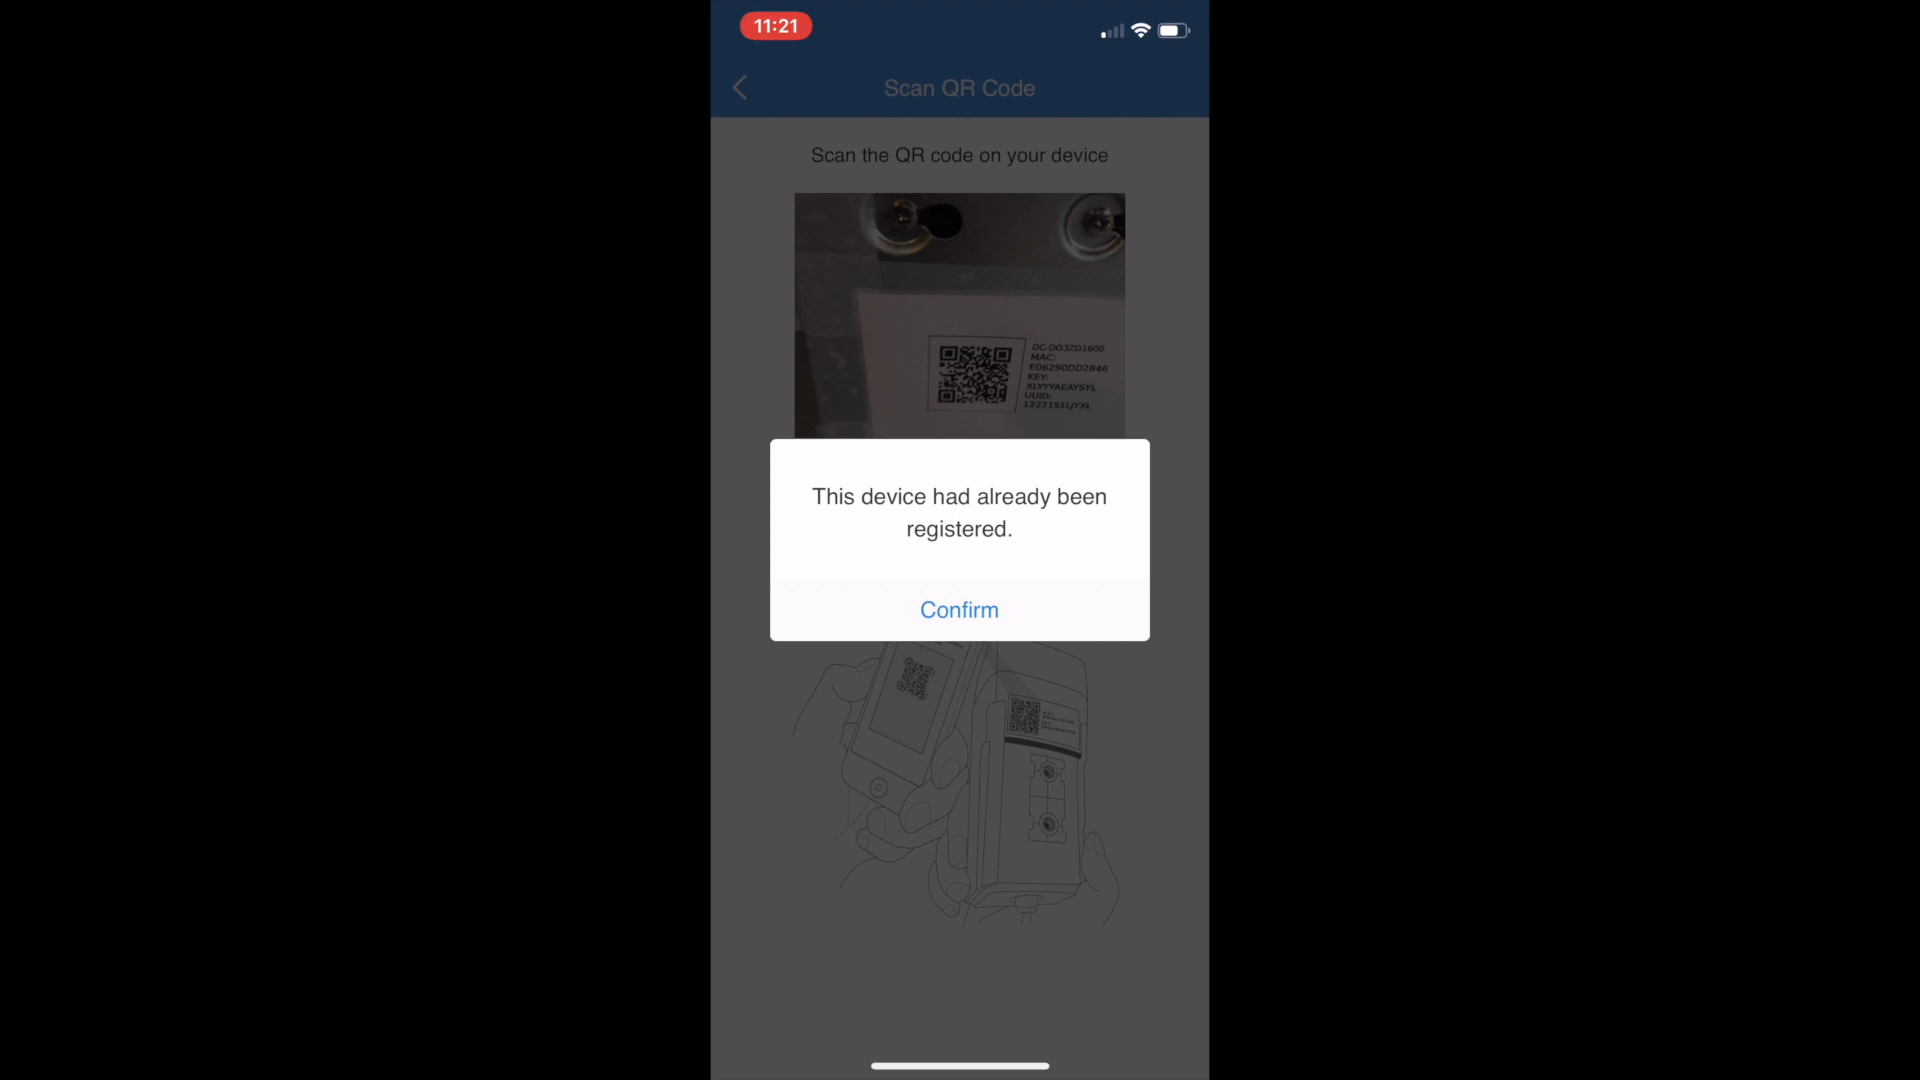 11:21
Scan QR Code
Scan the QR code on your device
DC-DO3ZD1600
MAC:
E06290DD2846
KEY:
XLYYYAEAYSYL
UUID:
12221S1LJYXL
This device had already been
registered.
Confirm